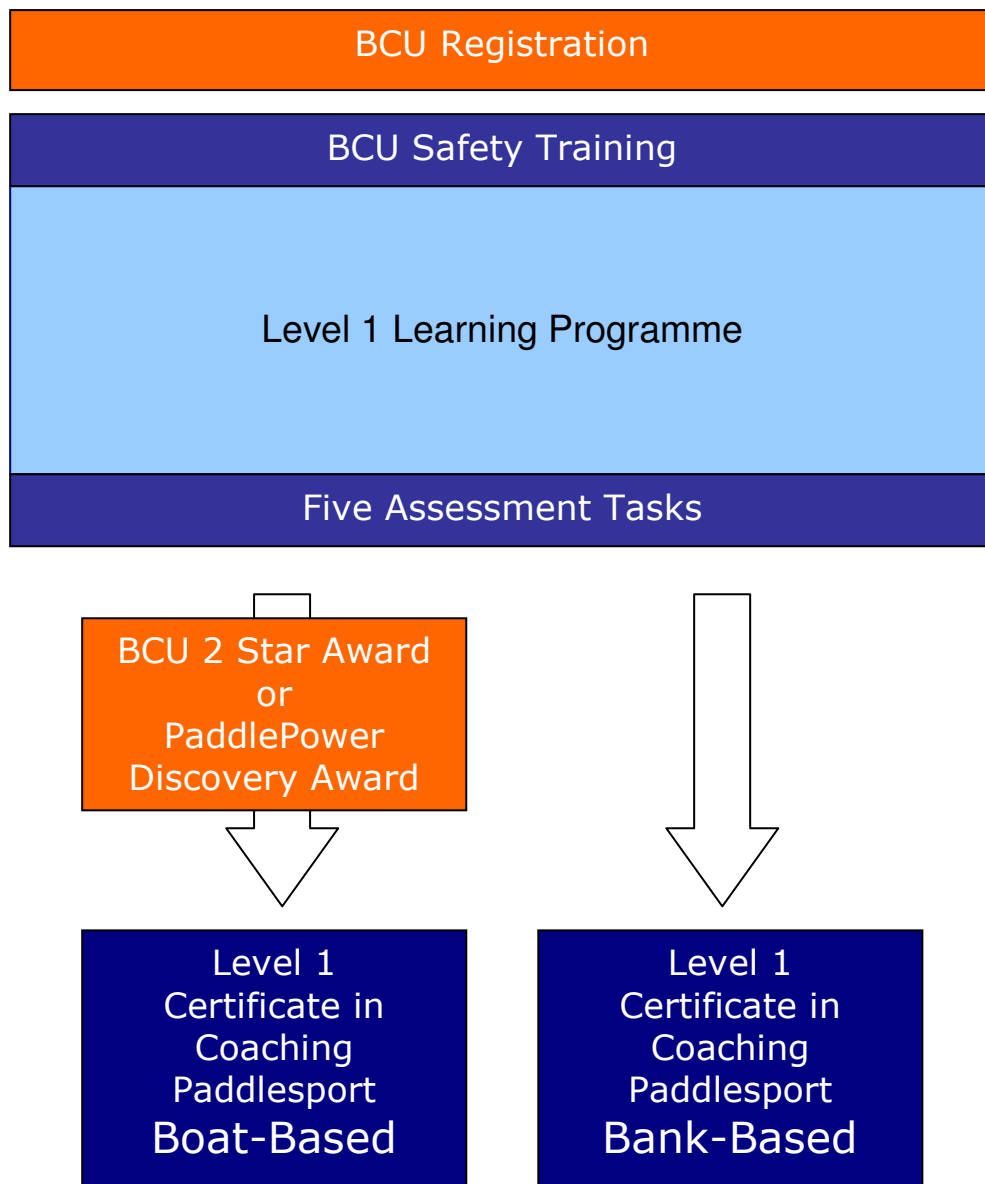 BCU Registration
BCU Safety Training
Level 1 Learning Programme
Five Assessment Tasks
BCU 2 Star Award
or
PaddlePower
Discovery Award
Level 1
Certificate in
Coaching
Paddlesport
Boat-Based
Level 1
Certificate in
Coaching
Paddlesport
Bank-Based